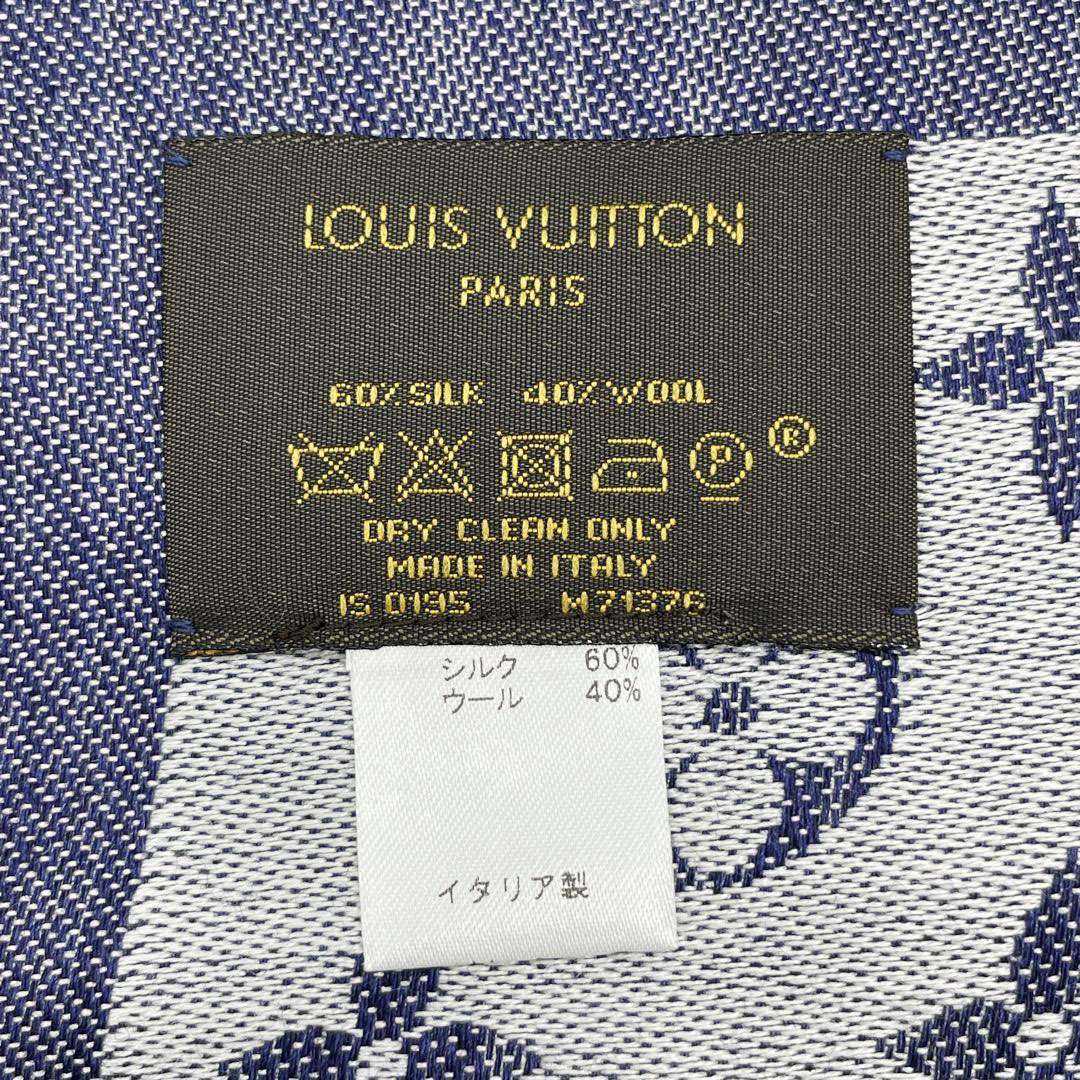 LOUIS VUITTON
PARIS
60% SILK 40% WOOL
P ®
DRY CLEAN ONLY
MADE IN ITALY
IS 0195 M71376
シルク 60%
ウール 40%
イタリア製